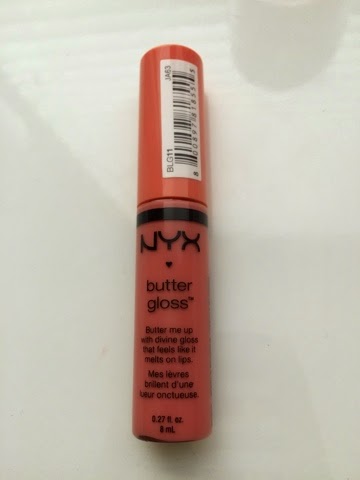 JA63
BLG11
NYX
butter
gloss™
Butter me up
with divine gloss
that feels like it
melts on lips.
Mes lèvres
brillent d'une
lueur onctueuse.
0.27 fl. oz.
8 mL